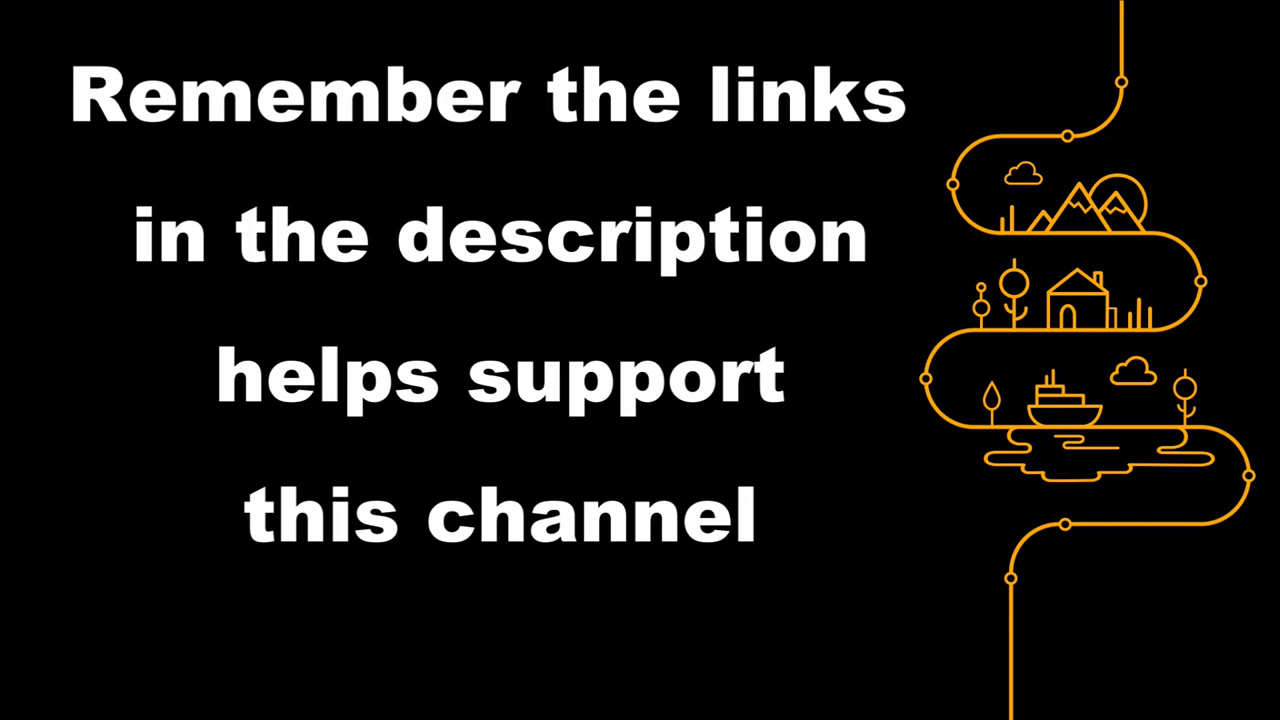 Remember the links
in the description
helps support
this channel